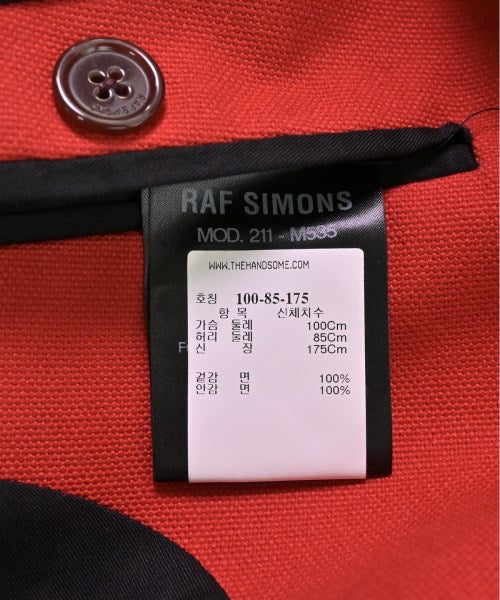 RAF SIMONS
MOD. 211 - M535
WWW.THEHANDSOME.COM
호칭 100-85-175
항 목 신체치수
가슴 둘레 100Cm
허리 둘레 85Cm
신 장 175Cm
겉감 면 100%
안감 면 100%